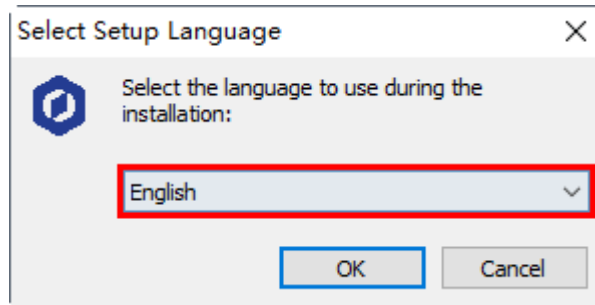 Select Setup Language
Select the language to use during the
installation:
English
OK
Cancel